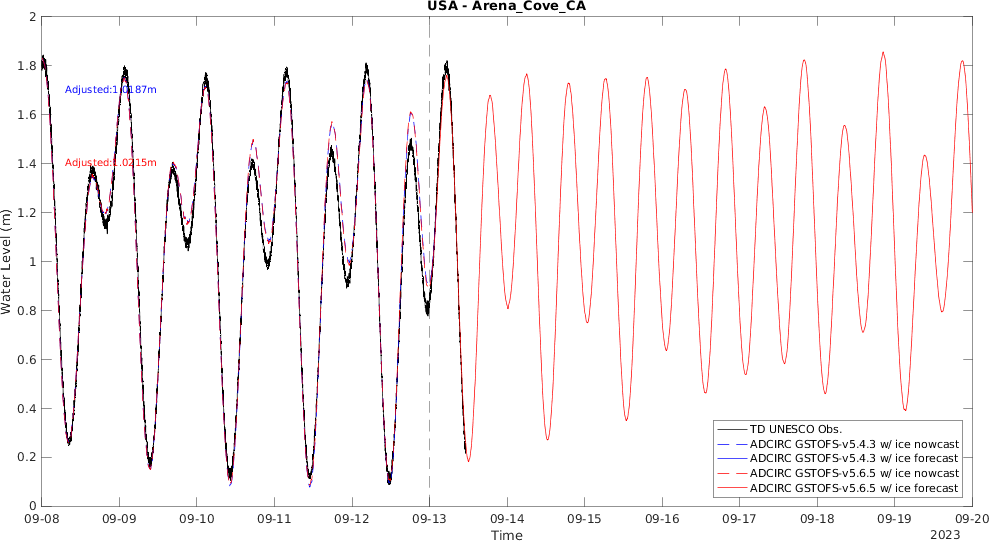 USA - Arena_Cove_CA
2
1.8
1.6
1.4
1.2
1
0.8
0.6
0.4
0.2
0
Water Level (m)
Adjusted:1.0187m
Adjusted:1.0215m
TD UNESCO Obs.
ADCIRC GSTOFS-v5.4.3 w/ ice nowcast
ADCIRC GSTOFS-v5.4.3 w/ ice forecast
ADCIRC GSTOFS-v5.6.5 w/ ice nowcast
ADCIRC GSTOFS-v5.6.5 w/ ice forecast
09-08 09-09 09-10 09-11 09-12 09-13 09-14 09-15 09-16 09-17 09-18 09-19 09-20
Time
2023